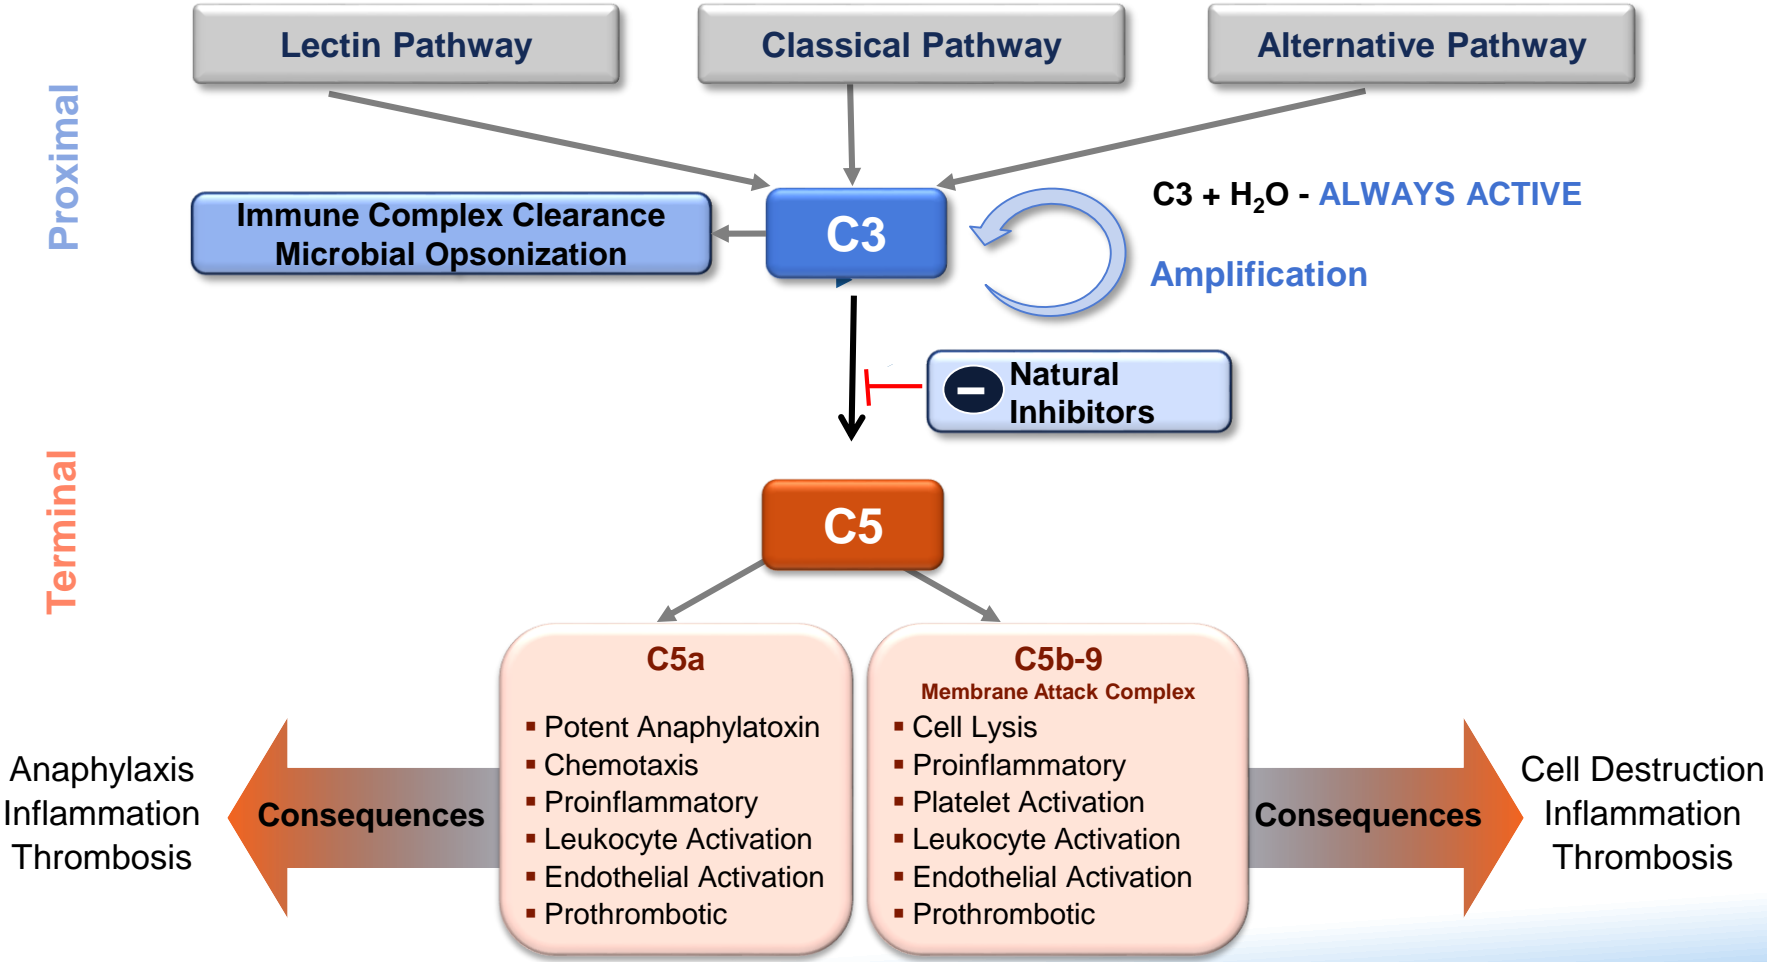 Lectin Pathway
Classical Pathway
Alternative Pathway
Proximal
Immune Complex Clearance
Microbial Opsonization
C3
C3 + H₂O - ALWAYS ACTIVE
Amplification
Natural
Inhibitors
Terminal
C5
C5a
▪ Potent Anaphylatoxin
▪ Chemotaxis
▪ Proinflammatory
▪ Leukocyte Activation
▪ Endothelial Activation
▪ Prothrombotic
C5b-9
Membrane Attack Complex
▪ Cell Lysis
▪ Proinflammatory
▪ Platelet Activation
▪ Leukocyte Activation
▪ Endothelial Activation
▪ Prothrombotic
Consequences
Anaphylaxis
Inflammation
Thrombosis
Consequences
Cell Destruction
Inflammation
Thrombosis